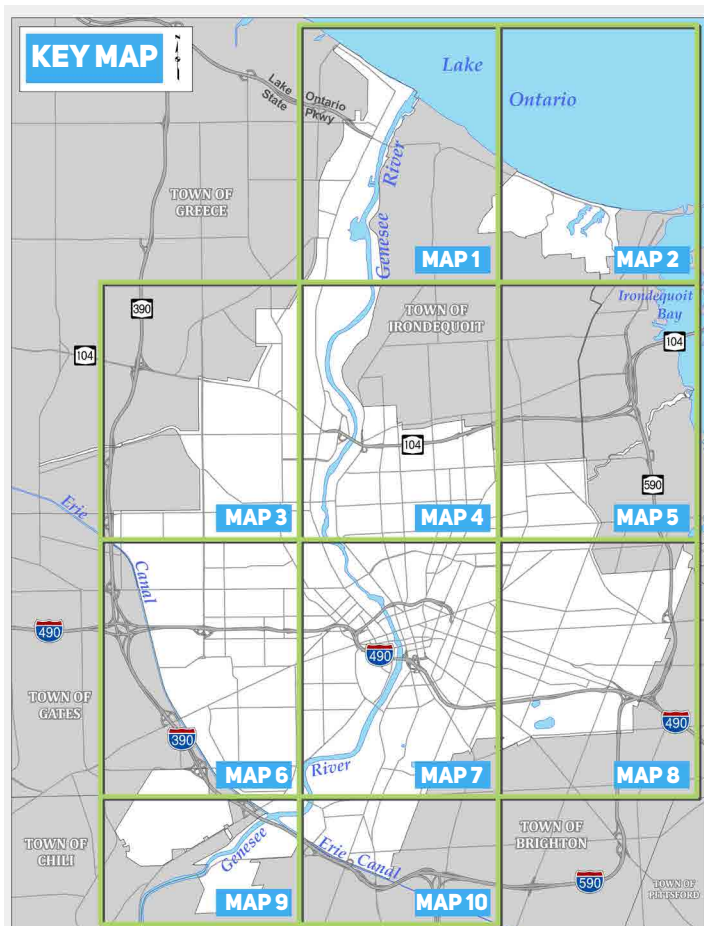 KEY MAP
Lake
Ontario
Lake
State
Ontario
Pkwy
River
Genesee
TOWN OF
GREECE
MAP 1
MAP 2
390
TOWN OF
IRONDEQUOIT
Irondequoit
Bay
104
104
104
590
Erie
Canal
MAP 3
MAP 4
MAP 5
490
490
TOWN OF
GATES
390
490
River
MAP 6
MAP 7
MAP 8
TOWN OF
CHILI
Genesee
Erie Canal
TOWN OF
BRIGHTON
590
TOWN OF
PITTSFORD
MAP 9
MAP 10